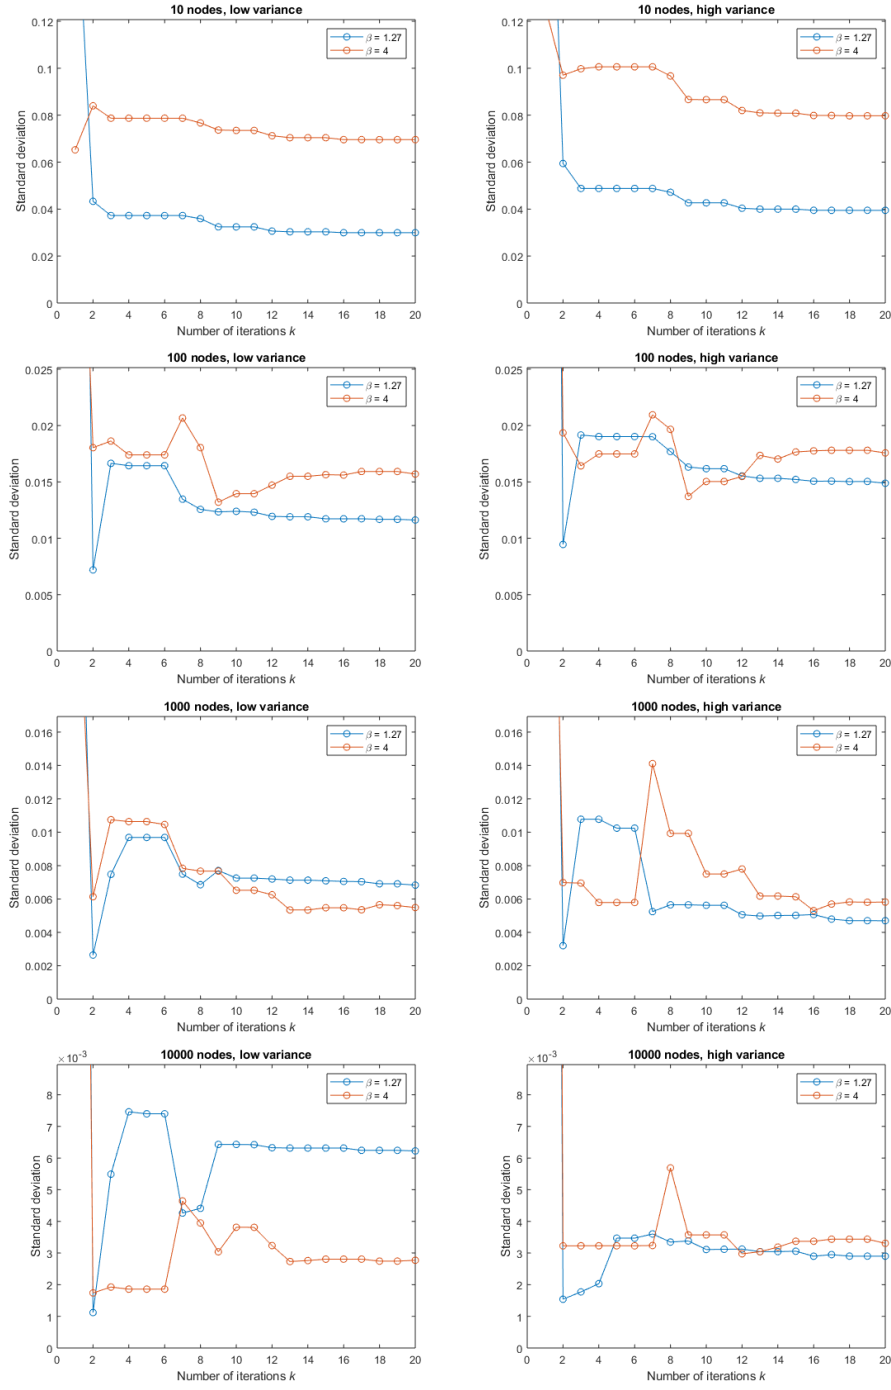 10 nodes, low variance
β = 1.27
β = 4
Standard deviation
0.12
0.1
0.08
0.06
0.04
0.02
0
0 2 4 6 8 10 12 14 16 18 20
Number of iterations k
10 nodes, high variance
β = 1.27
β = 4
Standard deviation
0.12
0.1
0.08
0.06
0.04
0.02
0
0 2 4 6 8 10 12 14 16 18 20
Number of iterations k
100 nodes, low variance
β = 1.27
β = 4
Standard deviation
0.025
0.02
0.015
0.01
0.005
0
0 2 4 6 8 10 12 14 16 18 20
Number of iterations k
100 nodes, high variance
β = 1.27
β = 4
Standard deviation
0.025
0.02
0.015
0.01
0.005
0
0 2 4 6 8 10 12 14 16 18 20
Number of iterations k
1000 nodes, low variance
β = 1.27
β = 4
Standard deviation
0.016
0.014
0.012
0.01
0.008
0.006
0.004
0.002
0
0 2 4 6 8 10 12 14 16 18 20
Number of iterations k
1000 nodes, high variance
β = 1.27
β = 4
Standard deviation
0.016
0.014
0.012
0.01
0.008
0.006
0.004
0.002
0
0 2 4 6 8 10 12 14 16 18 20
Number of iterations k
× 10⁻³
10000 nodes, low variance
β = 1.27
β = 4
Standard deviation
8
7
6
5
4
3
2
1
0
0 2 4 6 8 10 12 14 16 18 20
Number of iterations k
× 10⁻³
10000 nodes, high variance
β = 1.27
β = 4
Standard deviation
8
7
6
5
4
3
2
1
0
0 2 4 6 8 10 12 14 16 18 20
Number of iterations k